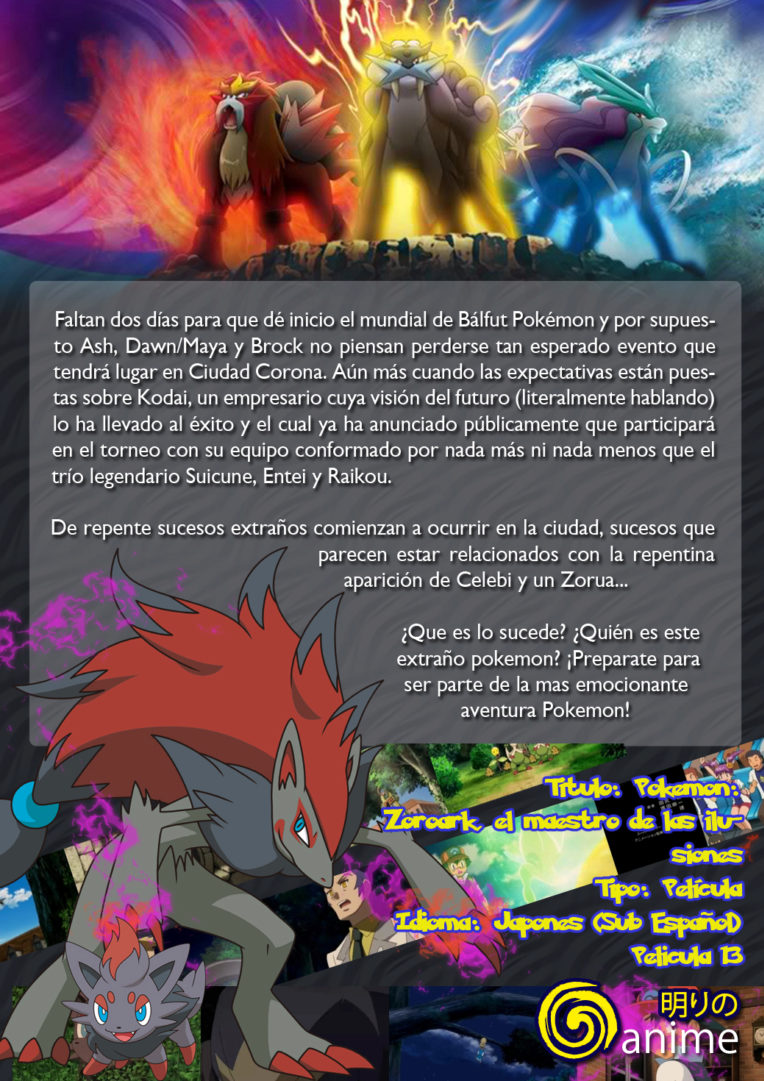 Faltan dos días para que dé inicio el mundial de Bálfut Pokémon y por supues-
to Ash, Dawn/Maya y Brock no piensan perderse tan esperado evento que
tendrá lugar en Ciudad Corona. Aún más cuando las expectativas están pues-
tas sobre Kodai, un empresario cuya visión del futuro (literalmente hablando)
lo ha llevado al éxito y el cual ya ha anunciado públicamente que participará
en el torneo con su equipo conformado por nada más ni nada menos que el
trío legendario Suicune, Entei y Raikou.
De repente sucesos extraños comienzan a ocurrir en la ciudad, sucesos que
parecen estar relacionados con la repentina
aparición de Celebi y un Zorua...
¿Que es lo sucede? ¿Quién es este
extraño pokemon? ¡Preparate para
ser parte de la mas emocionante
aventura Pokemon!
Titulo: Pokemon:
Zoroark, el maestro de las ilu-
siones
Tipo: Película
Idioma: Japones (Sub Español)
Pelicula 13
明りの
anime